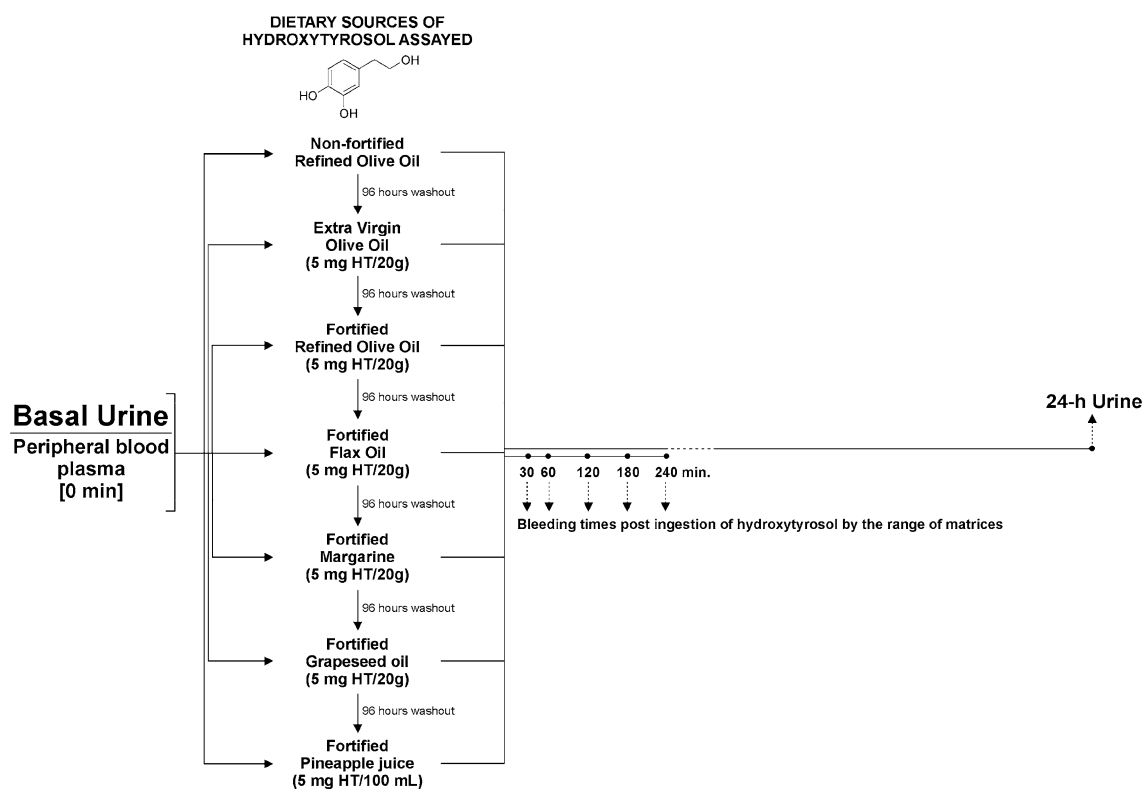 DIETARY SOURCES OF
HYDROXYTYROSOL ASSAYED
OH
HO
OH
Non-fortified
Refined Olive Oil
96 hours washout
Extra Virgin
Olive Oil
(5 mg HT/20g)
96 hours washout
Fortified
Refined Olive Oil
(5 mg HT/20g)
96 hours washout
Basal Urine
Peripheral blood
plasma
[0 min]
Fortified
Flax Oil
(5 mg HT/20g)
24-h Urine
30 60 120 180 240 min.
Bleeding times post ingestion of hydroxytyrosol by the range of matrices
96 hours washout
Fortified
Margarine
(5 mg HT/20g)
96 hours washout
Fortified
Grapeseed oil
(5 mg HT/20g)
96 hours washout
Fortified
Pineapple juice
(5 mg HT/100 mL)